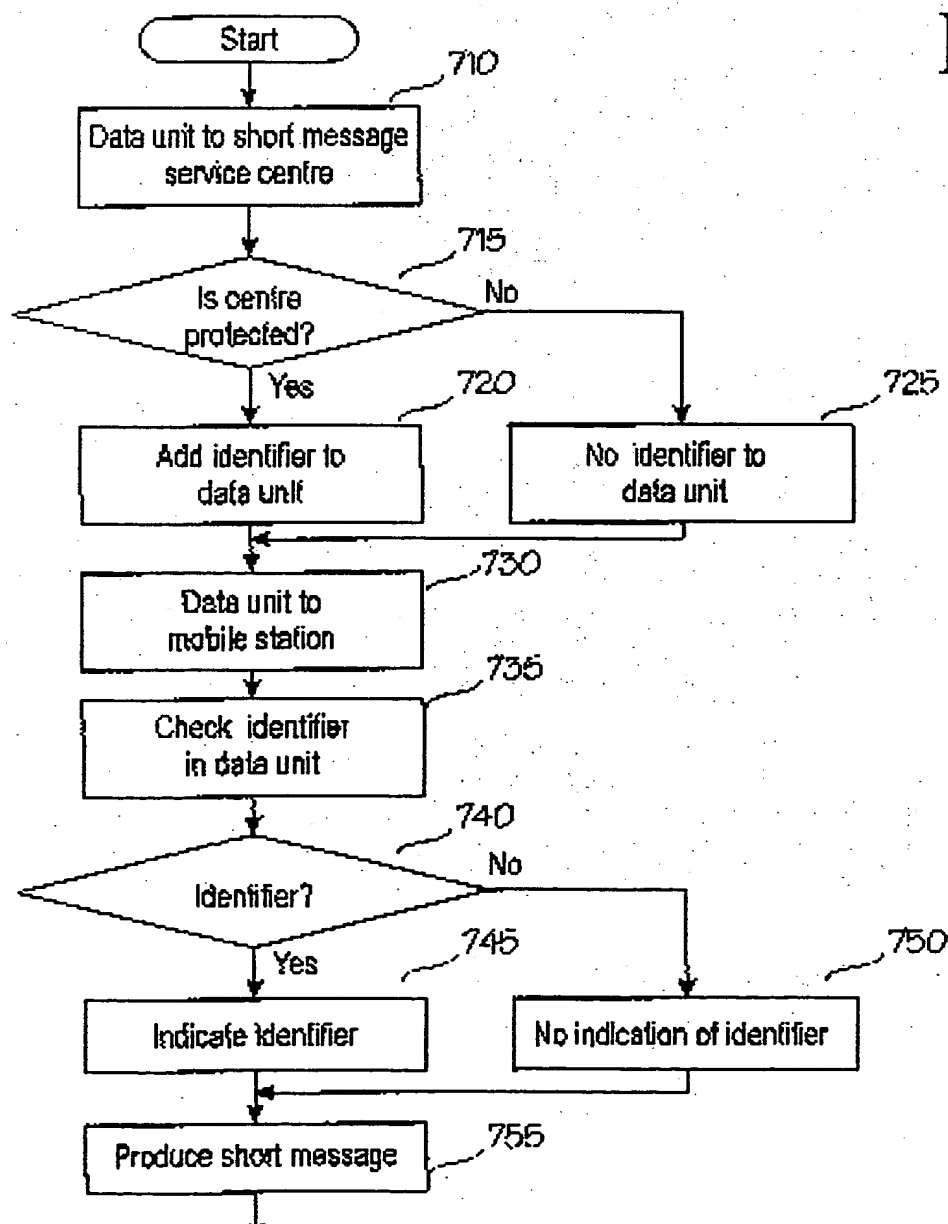 Start
710
Data unit to short message
service centre
715
Is centre
protected?
No
Yes
720
725
Add identifier to
data unit
No identifier to
data unit
730
Data unit to
mobile station
735
Check identifier
in data unit
740
No
Identifier?
Yes
745
750
Indicate identifier
No indication of identifier
755
Produce short message